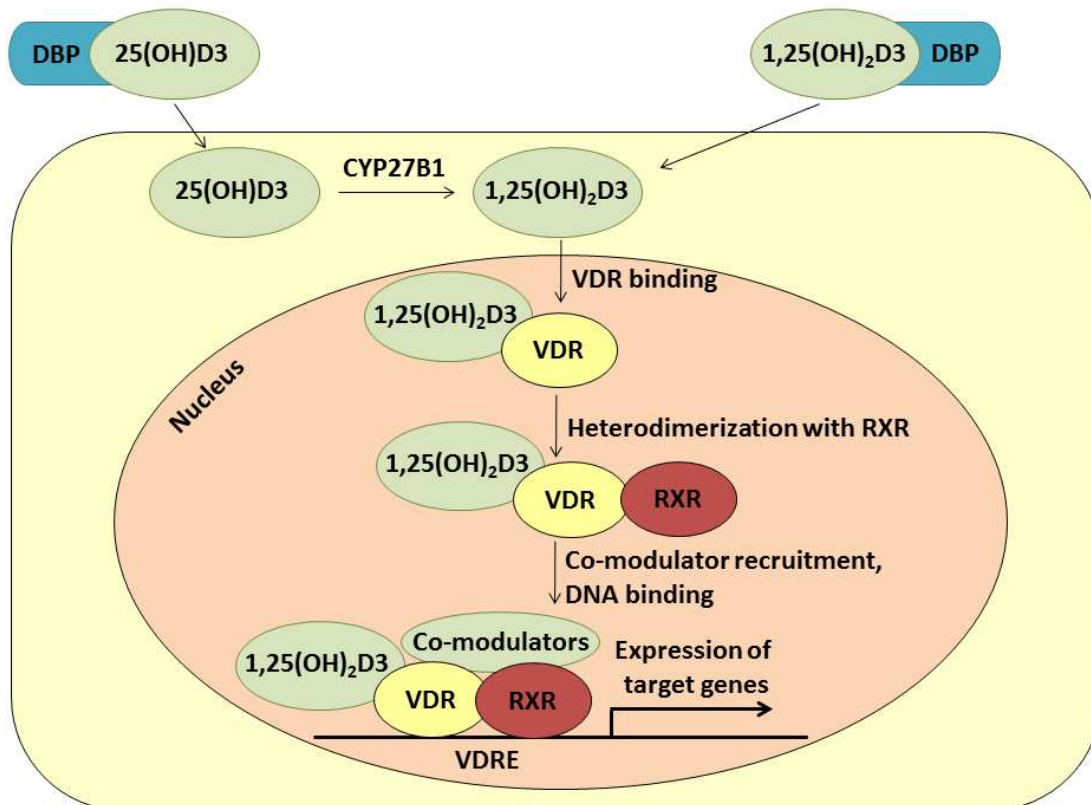 DBP 25(OH)D3
1,25(OH)₂D3 DBP
CYP27B1
25(OH)D3
1,25(OH)₂D3
VDR binding
1,25(OH)₂D3
VDR
Nucleus
Heterodimerization with RXR
1,25(OH)₂D3
VDR
RXR
Co-modulator recruitment,
DNA binding
Co-modulators
1,25(OH)₂D3
VDR
RXR
Expression of
target genes
VDRE